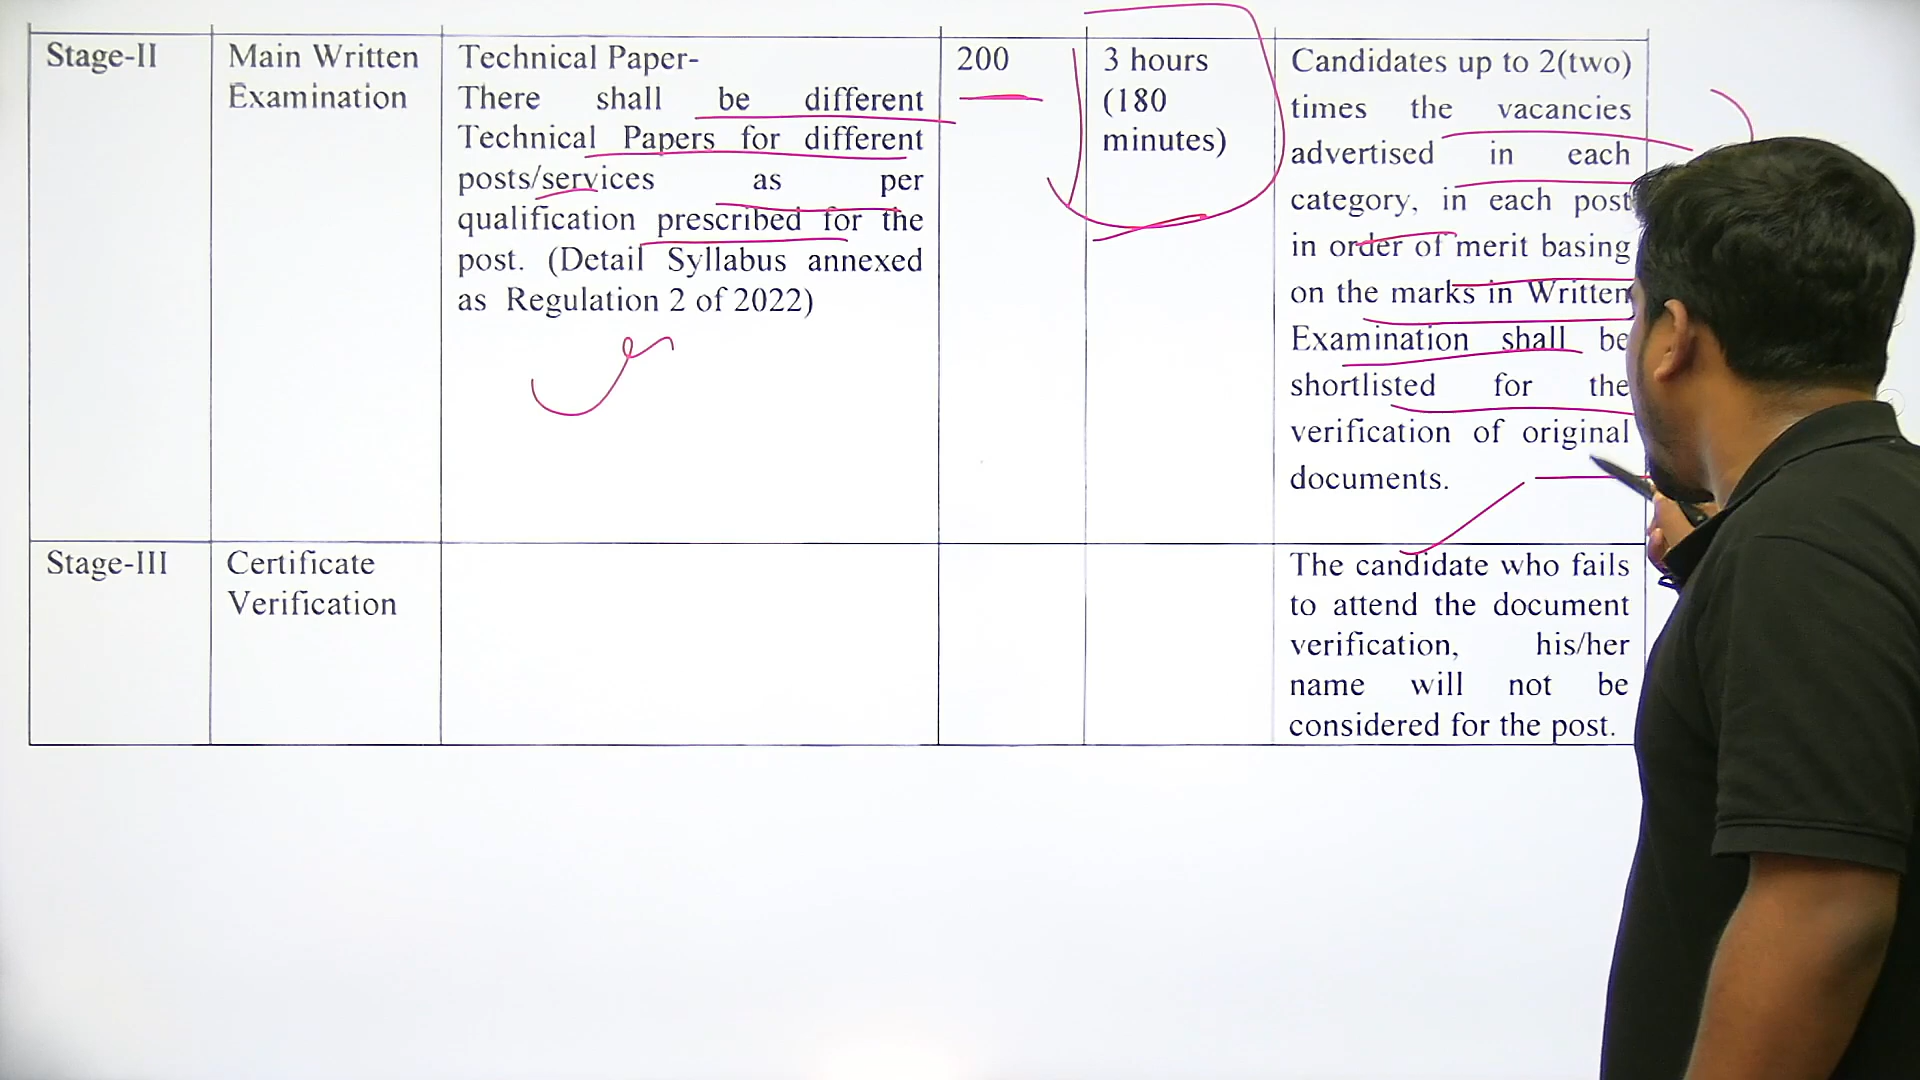 Stage-II
Main Written
Examination
Technical Paper-
There shall be different
Technical Papers for different
posts/services as per
qualification prescribed for the
post. (Detail Syllabus annexed
as Regulation 2 of 2022)
200
3 hours
(180
minutes)
Candidates up to 2(two)
times the vacancies
advertised in each
category, in each post
in order of merit basing
on the marks in Written
Examination shall be
shortlisted for the
verification of original
documents.
Stage-III
Certificate
Verification
The candidate who fails
to attend the document
verification, his/her
name will not be
considered for the post.